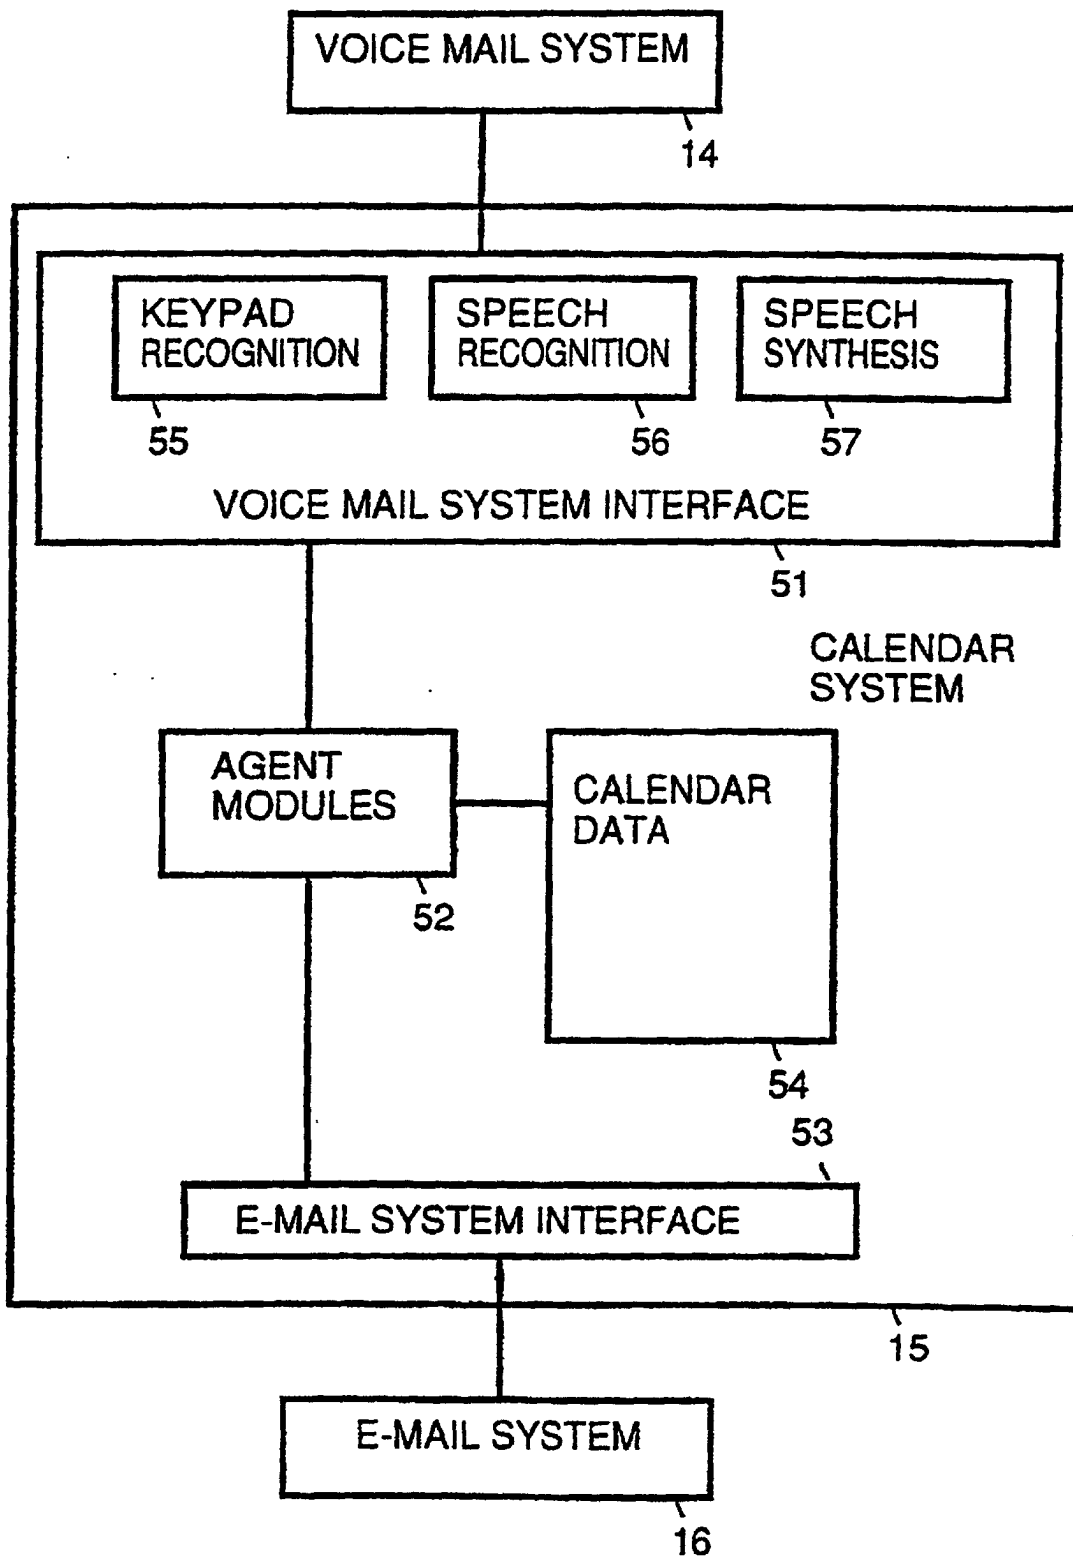 VOICE MAIL SYSTEM
14
KEYPAD
RECOGNITION
55
SPEECH
RECOGNITION
56
SPEECH
SYNTHESIS
57
VOICE MAIL SYSTEM INTERFACE
51
CALENDAR
SYSTEM
AGENT
MODULES
52
CALENDAR
DATA
54
53
E-MAIL SYSTEM INTERFACE
15
E-MAIL SYSTEM
16